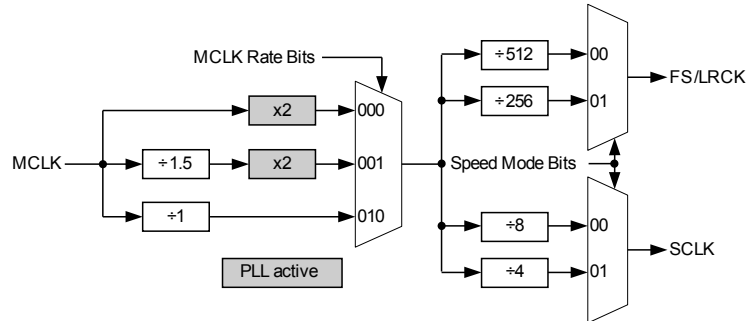 MCLK Rate Bits
÷512
00
FS/LRCK
x2
000
÷256
01
MCLK
÷1.5
x2
001
Speed Mode Bits
÷1
010
÷8
00
SCLK
PLL active
÷4
01